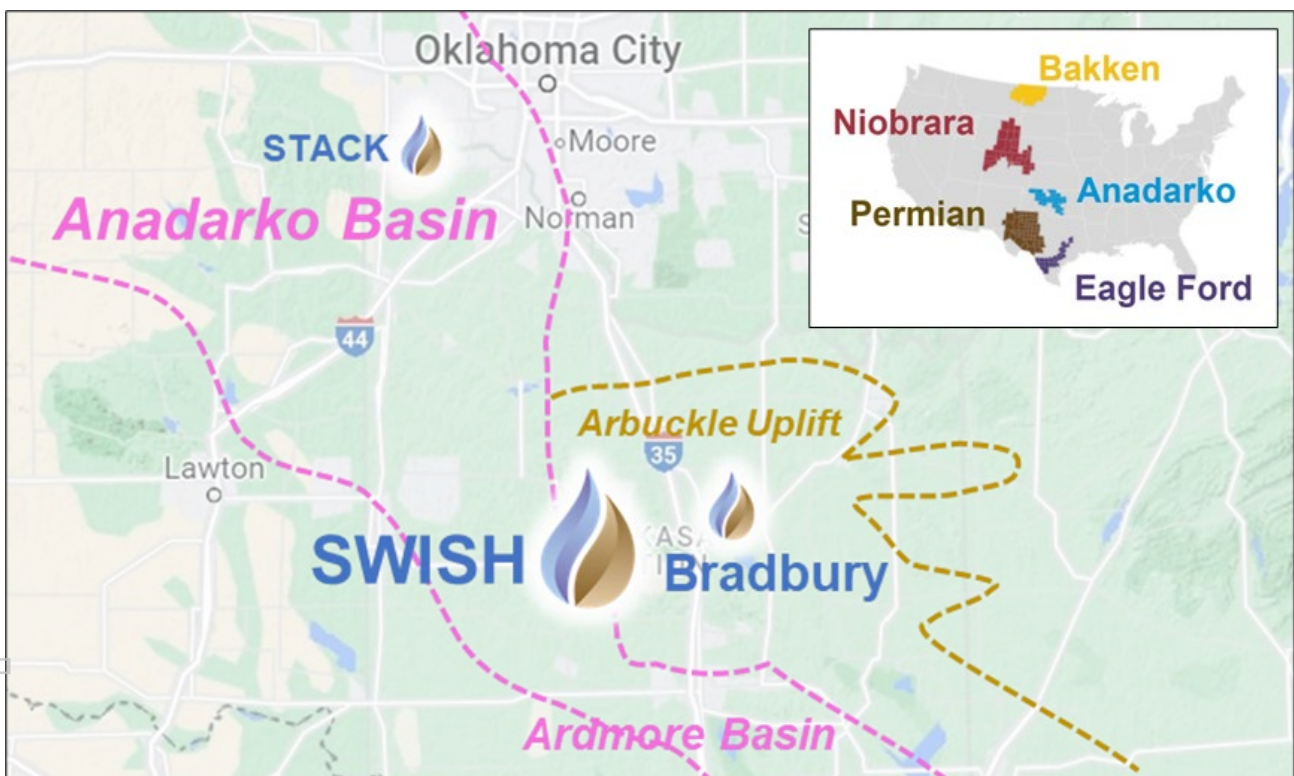 Oklahoma City
STACK
Moore
Anadarko Basin
Norman
44
Arbuckle Uplift
35
Lawton
SWISH
Bradbury
Ardmore Basin
Bakken
Niobrara
Anadarko
Permian
Eagle Ford